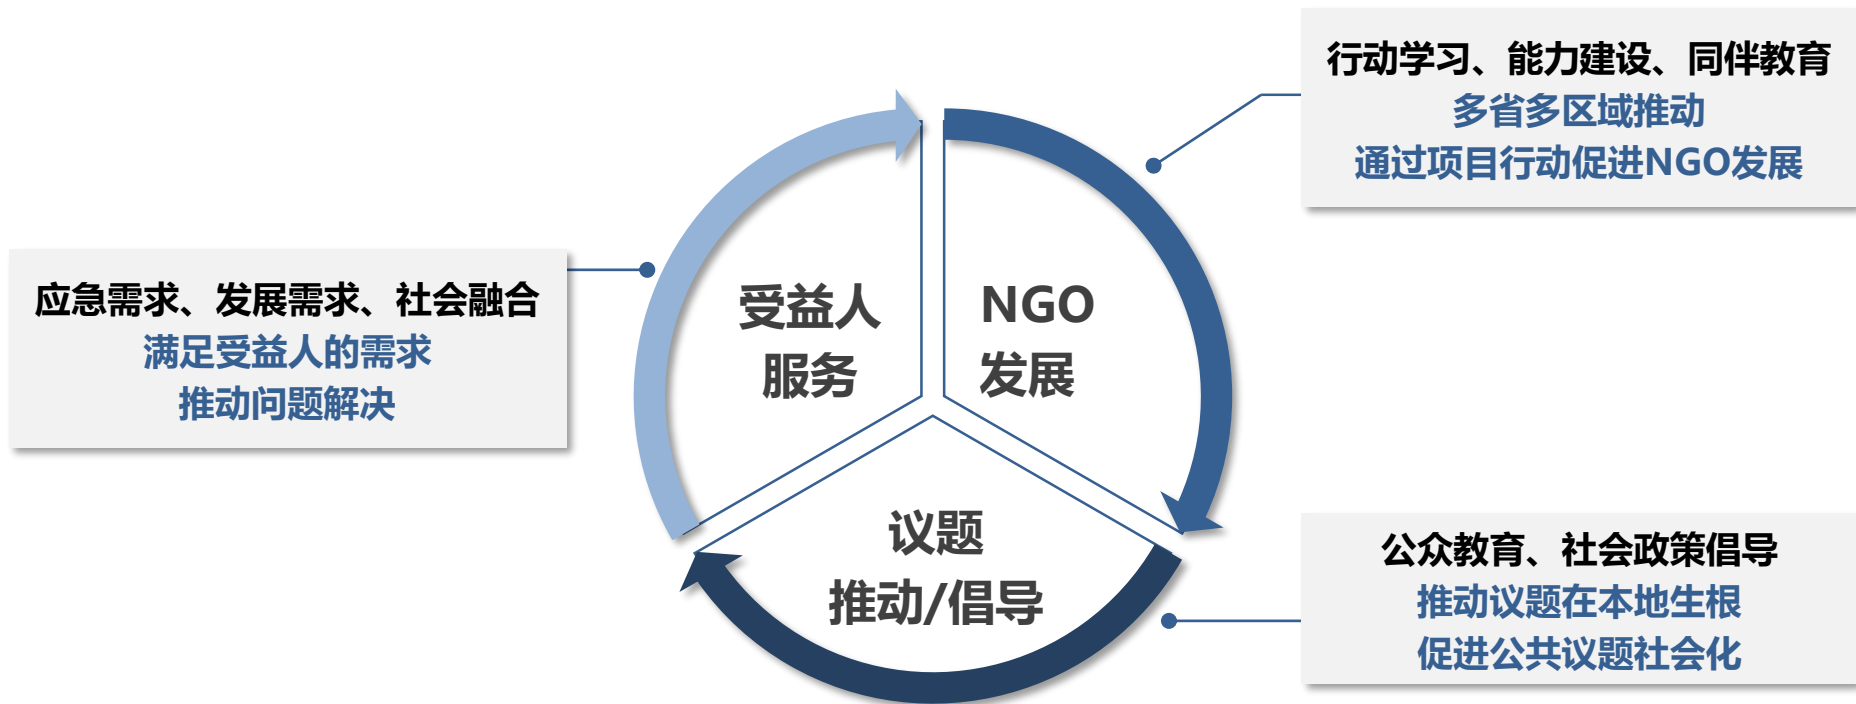 行动学习、能力建设、同伴教育
多省多区域推动
通过项目行动促进NGO发展
应急需求、发展需求、社会融合
满足受益人的需求
推动问题解决
受益人
服务
NGO
发展
议题
推动/倡导
公众教育、社会政策倡导
推动议题在本地生根
促进公共议题社会化